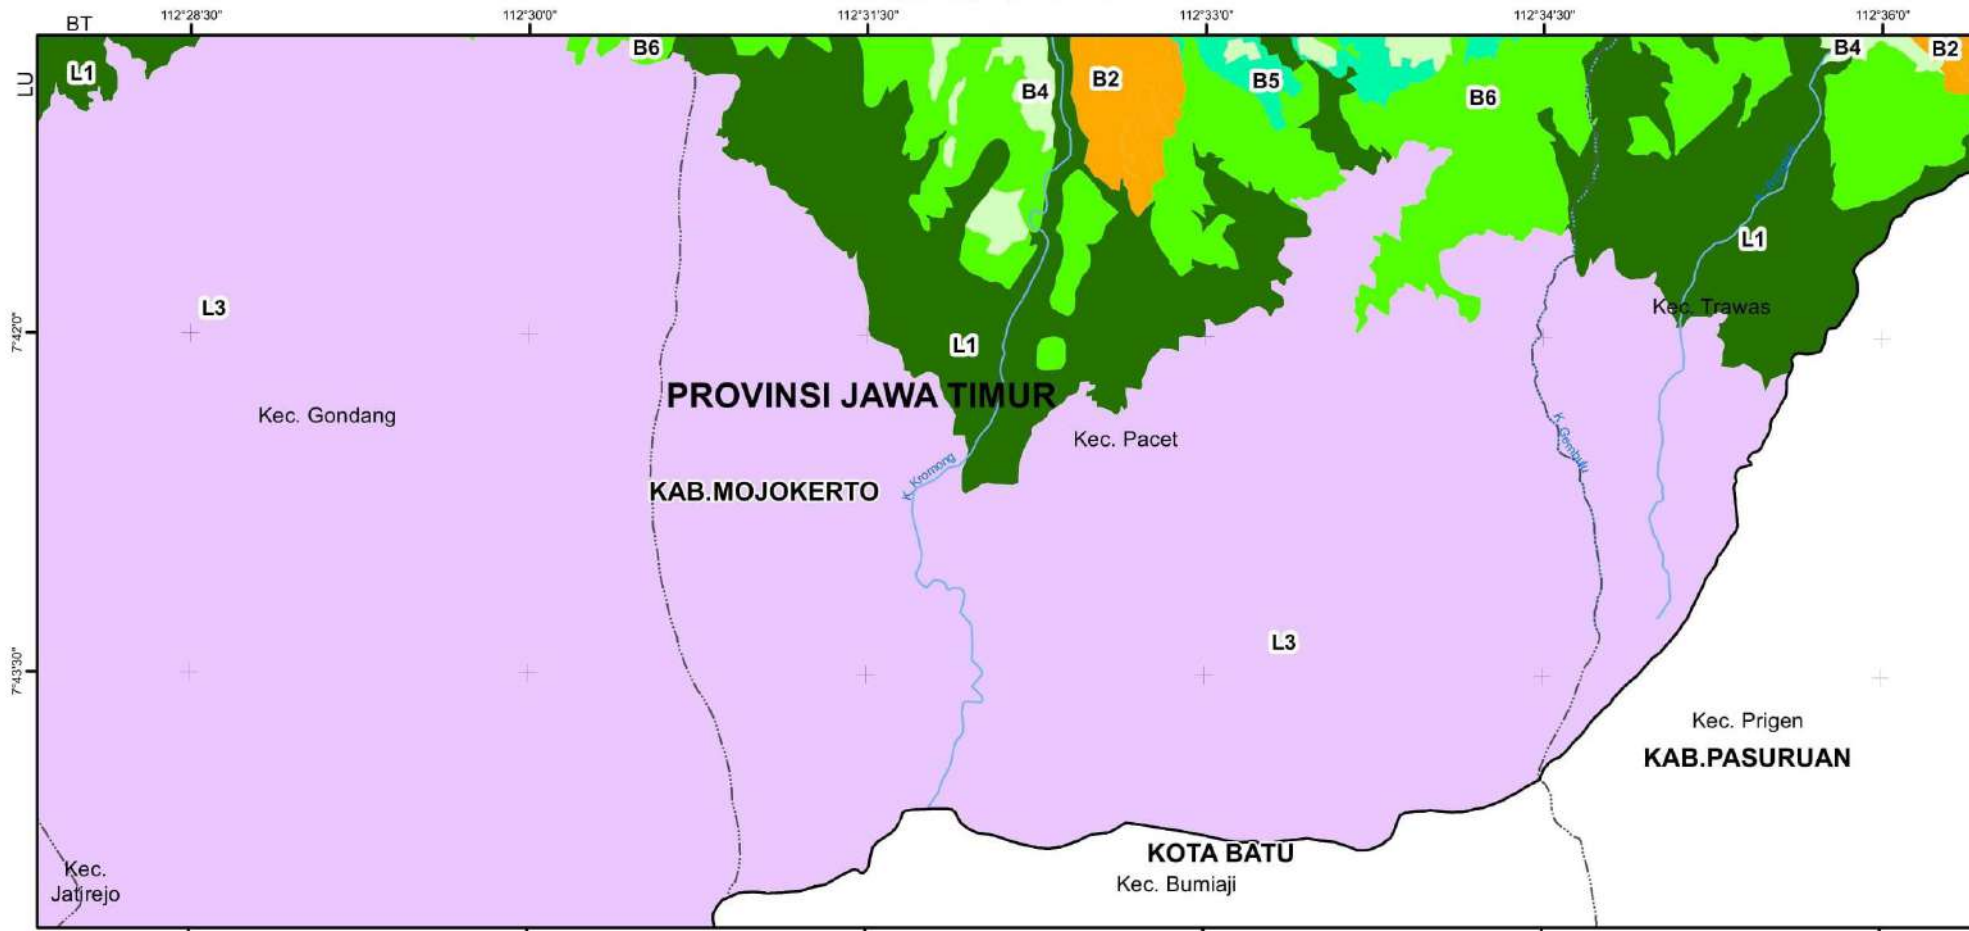 BT
112°28'30"
112°30'0"
112°31'30"
112°33'0"
112°34'30"
112°36'0"
LU
L1
B6
B4
B2
B5
B6
B4
B2
L1
L3
Kec. Trawas
7°42'0"
L1
PROVINSI JAWA TIMUR
Kec. Gondang
Kec. Pacet
K. Gembulu
K. Kromong
KAB.MOJOKERTO
L3
7°43'30"
Kec. Prigen
KAB.PASURUAN
KOTA BATU
Kec. Bumiaji
Kec.
Jatirejo